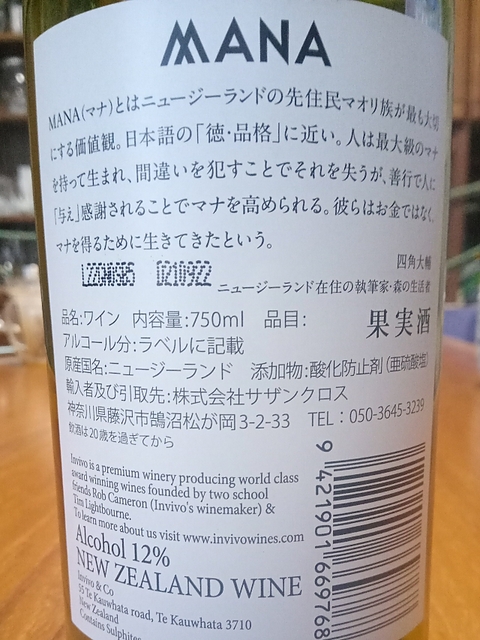 MANA
MANA(マナ)とはニュージーランドの先住民マオリ族が最も大切
にする価値観。日本語の「徳・品格」に近い。人は最大級のマナ
を持って生まれ、間違いを犯すことでそれを失うが、善行で人に
「与え」感謝されることでマナを高められる。彼らはお金ではなく、
マナを得るために生きてきたという。
四角大輔
ニュージーランド在住の執筆家・森の生活者
品名:ワイン 内容量:750ml 品目: 果実酒
アルコール分:ラベルに記載
原産国名:ニュージーランド 添加物:酸化防止剤(亜硫酸塩)
輸入者及び引取先:株式会社サザンクロス
神奈川県藤沢市鵠沼松が岡3-2-33 TEL:050-3645-3239
飲酒は20歳を過ぎてから
Invivo is a premium winery producing world class
award winning wines founded by two school
friends Rob Cameron (Invivo's winemaker) &
Tim Lightbourne.
To learn more about us visit www.invivowines.com
Alcohol 12%
NEW ZEALAND WINE
Invivo & Co
55 Te Kauwhata road, Te Kauwhata 3710
New Zealand
Contains Sulphites
9 421901 669768